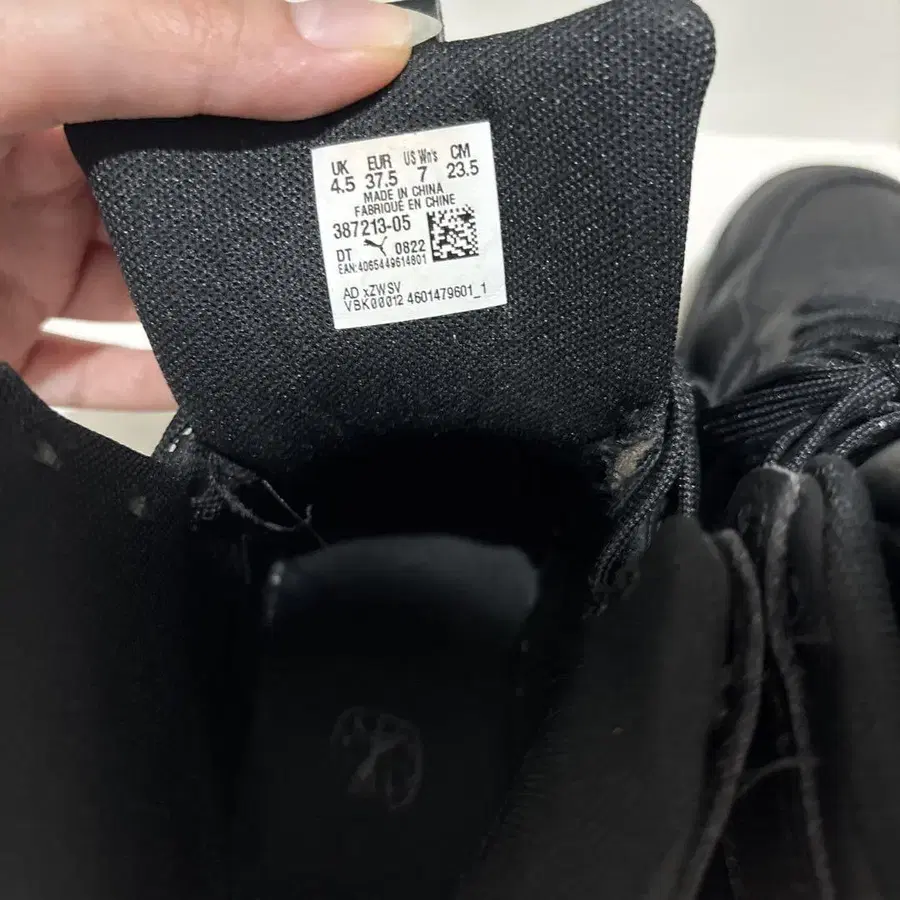 UK EUR US Wn's CM
4.5 37.5 7 23.5
MADE IN CHINA
FABRIQUÉ EN CHINE
387213-05
DT 0822
EAN:4065449614801
AD xZWSV
VBK00012 4601479601_1